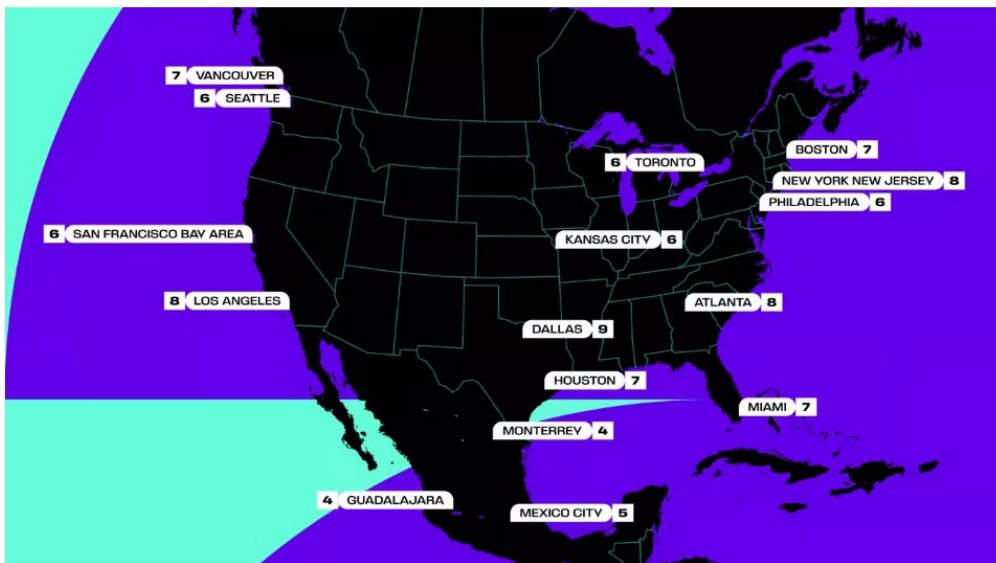 7 VANCOUVER
6 SEATTLE
BOSTON 7
6 TORONTO
NEW YORK NEW JERSEY 8
PHILADELPHIA 6
6 SAN FRANCISCO BAY AREA
KANSAS CITY 6
8 LOS ANGELES
ATLANTA 8
DALLAS 9
HOUSTON 7
MIAMI 7
MONTERREY 4
4 GUADALAJARA
MEXICO CITY 5